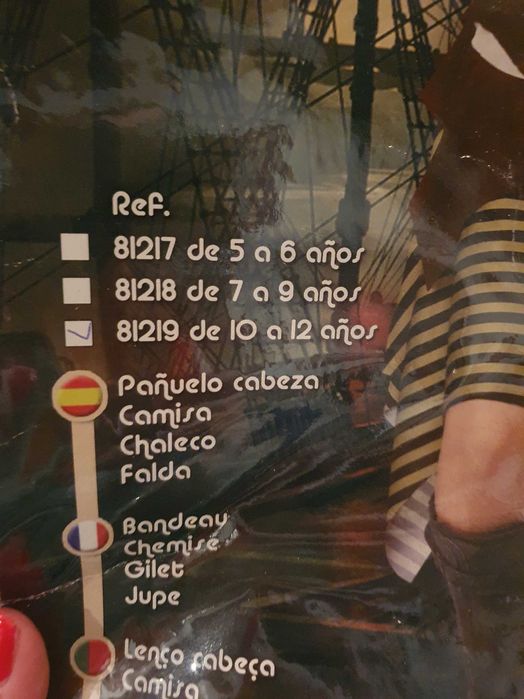 Ref.
81217 de 5 a 6 años
81218 de 7 a 9 años
81219 de 10 a 12 años
Pañuelo cabeza
Camisa
Chaleco
Falda
Bandeau
Chemise
Gilet
Jupe
Lenço cabeça
Camisa